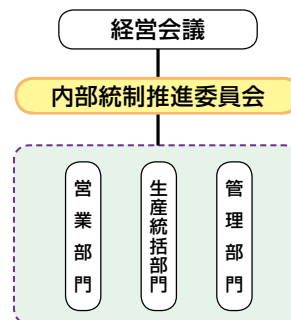 経営会議
内部統制推進委員会
営業部門
生産統括部門
管理部門